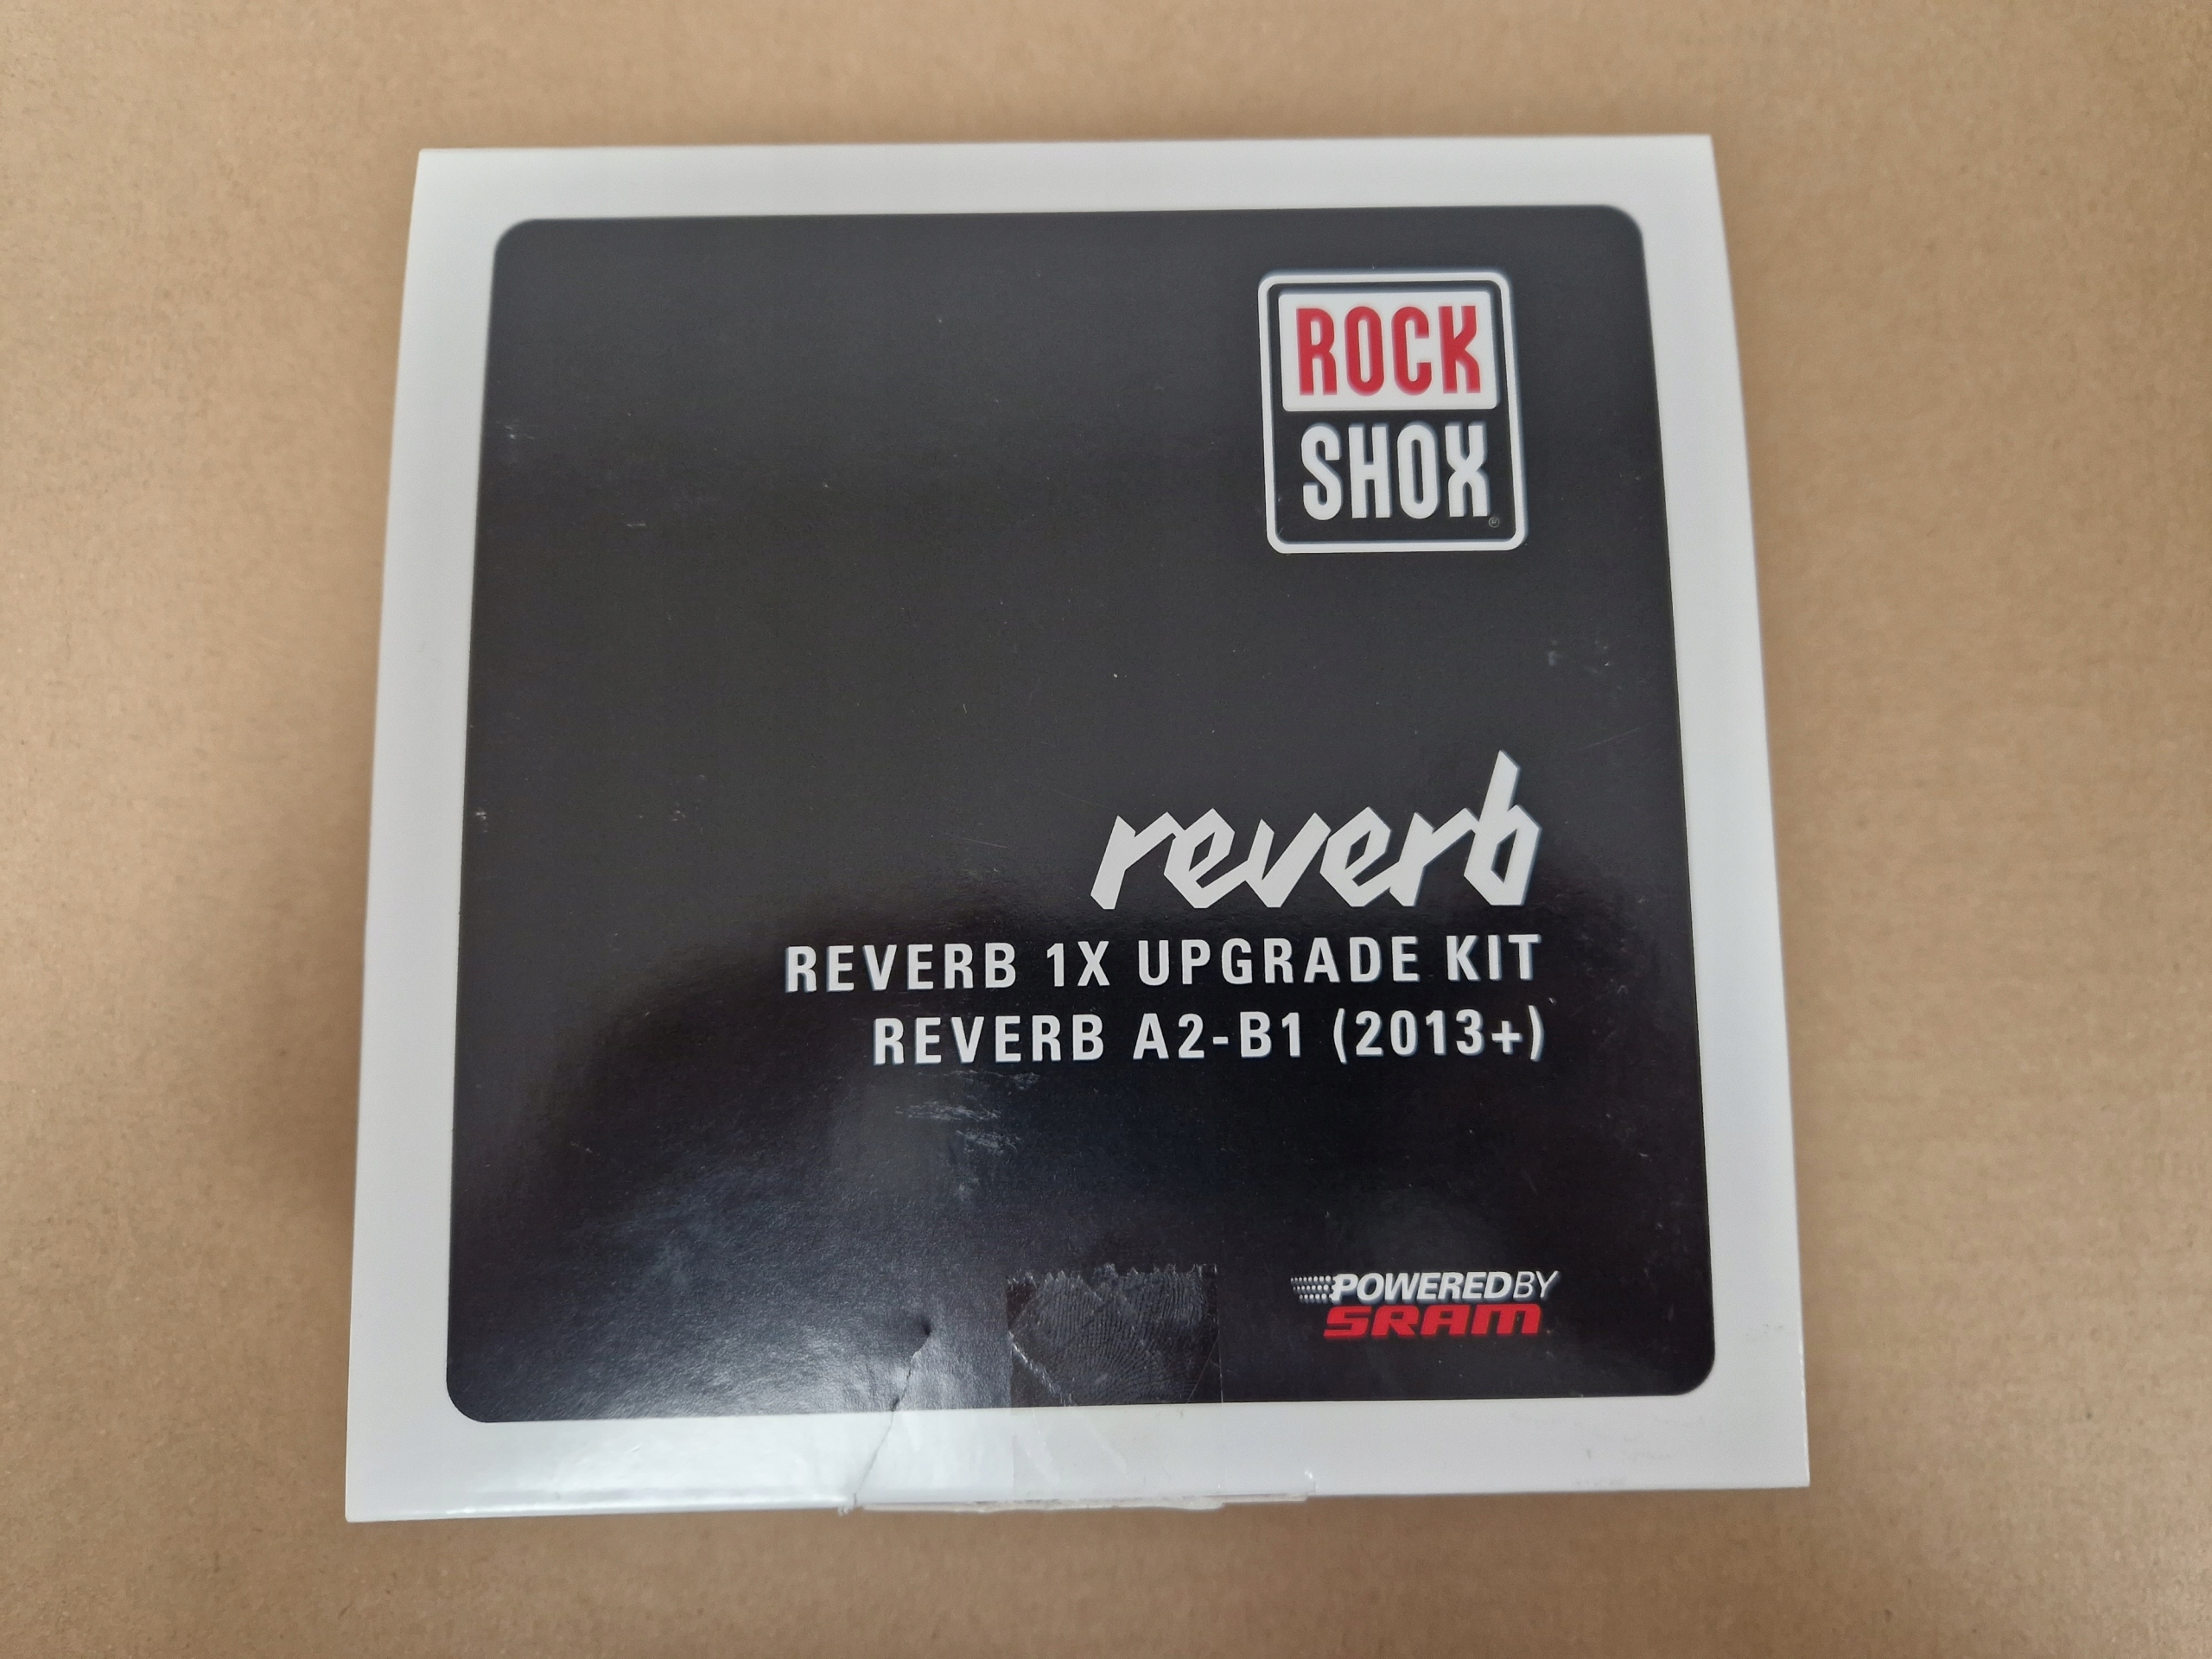 ROCK
SHOX®
reverb
REVERB 1X UPGRADE KIT
REVERB A2-B1 (2013+)
POWERED BY
SRAM